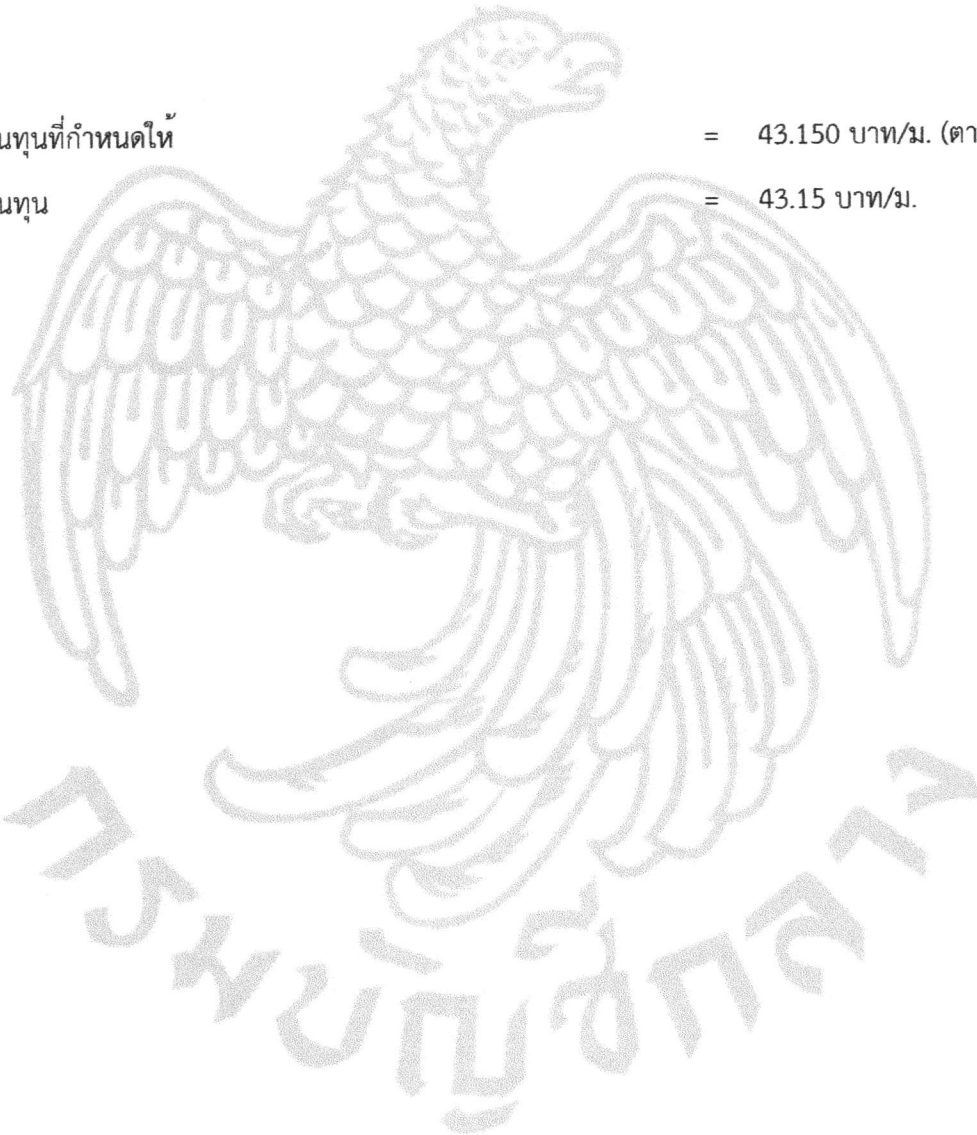 นทุนที่กำหนดให้ = 43.150 บาท/ม. (ตา
นทุน = 43.15 บาท/ม.
กรมบัญชีกลาง